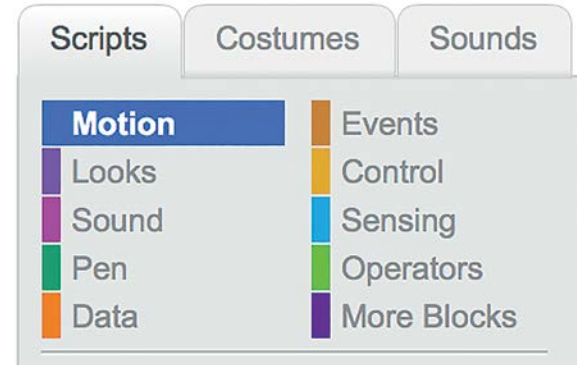 Scripts Costumes Sounds
Motion Events
Looks Control
Sound Sensing
Pen Operators
Data More Blocks